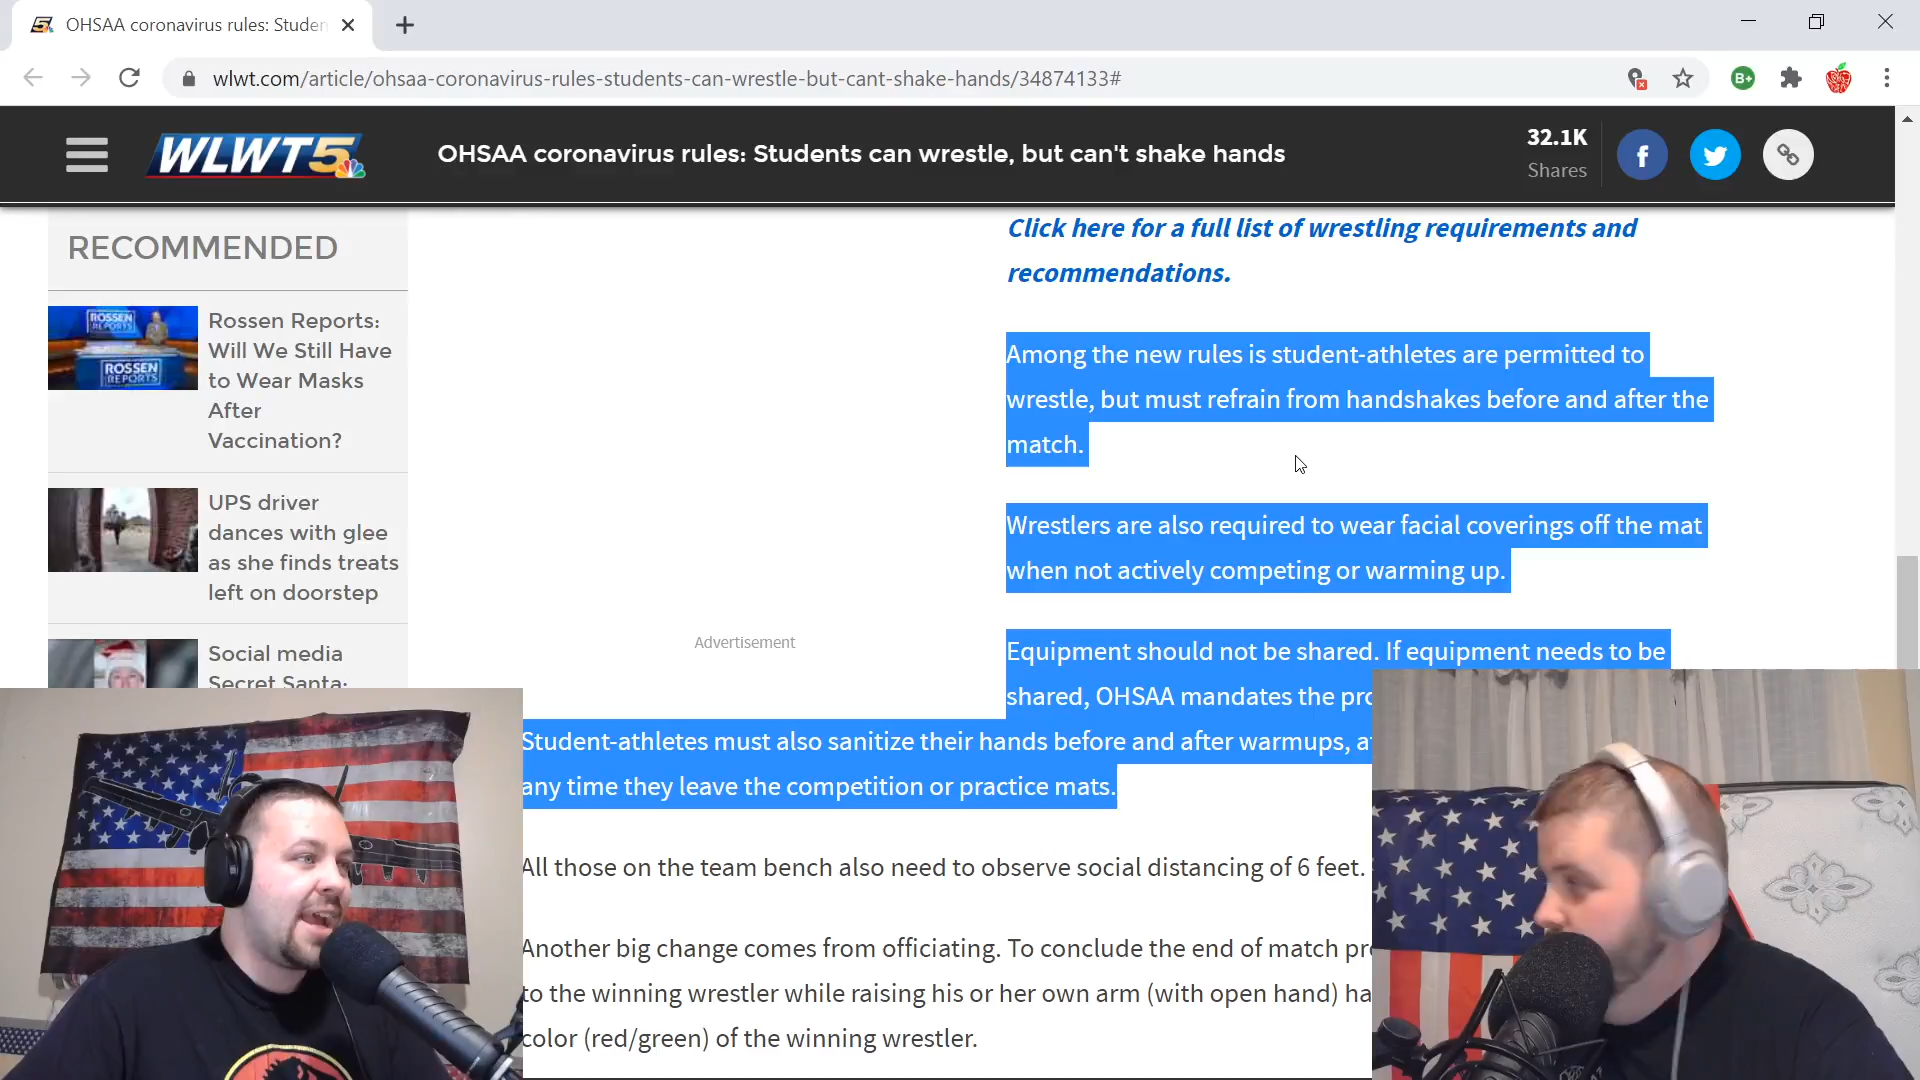 OHSAA coronavirus rules: Studen
wlwt.com/article/ohsaa-coronavirus-rules-students-can-wrestle-but-cant-shake-hands/34874133#
B+
WLWT5
OHSAA coronavirus rules: Students can wrestle, but can't shake hands
32.1K
Shares
RECOMMENDED
ROSSEN
REPORTS
ROSSEN
REPORTS
Rossen Reports:
Will We Still Have
to Wear Masks
After
Vaccination?
UPS driver
dances with glee
as she finds treats
left on doorstep
Social media
Secret Santa:
Advertisement
Click here for a full list of wrestling requirements and
recommendations.
Among the new rules is student-athletes are permitted to
wrestle, but must refrain from handshakes before and after the
match.
Wrestlers are also required to wear facial coverings off the mat
when not actively competing or warming up.
Equipment should not be shared. If equipment needs to be
shared, OHSAA mandates the pro
Student-athletes must also sanitize their hands before and after warmups,
any time they leave the competition or practice mats.
All those on the team bench also need to observe social distancing of 6 feet.
Another big change comes from officiating. To conclude the end of match pr
to the winning wrestler while raising his or her own arm (with open hand) ha
color (red/green) of the winning wrestler.